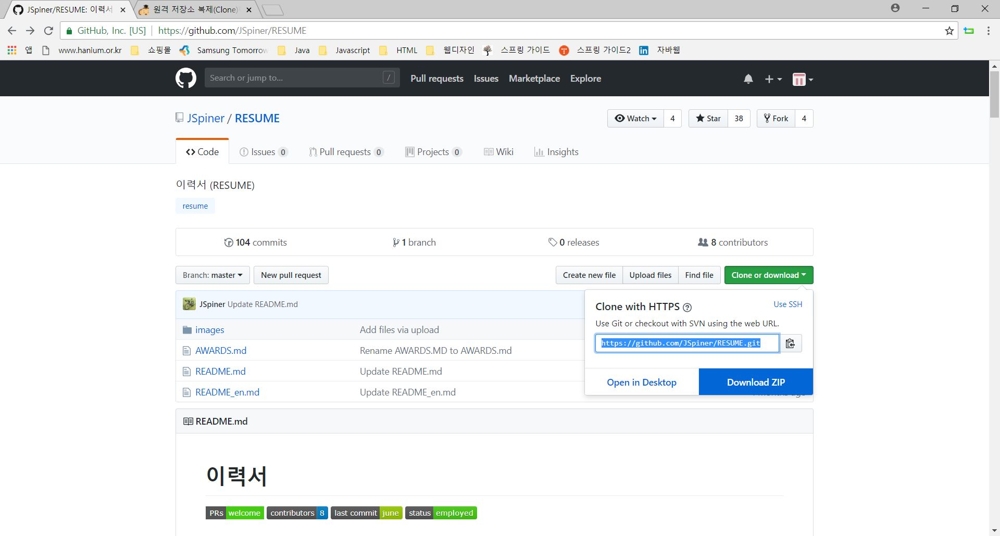 JSpiner/RESUME: 이력서
원격 저장소 복제(Clone)
GitHub, Inc. [US] https://github.com/JSpiner/RESUME
앱 www.hanium.or.kr 쇼핑몰 Samsung Tomorrow Java Javascript HTML 웹디자인 스프링 가이드 스프링 가이드2 자바웹
Search or jump to... / Pull requests Issues Marketplace Explore
JSpiner / RESUME
Watch 4 Star 38 Fork 4
Code Issues 0 Pull requests 0 Projects 0 Wiki Insights
이력서 (RESUME)
resume
104 commits 1 branch 0 releases 8 contributors
Branch: master New pull request Create new file Upload files Find file Clone or download
JSpiner Update README.md
images Add files via upload
AWARDS.md Rename AWARDS.MD to AWARDS.md
README.md Update README.md
README_en.md Update README_en.md
Clone with HTTPS Use SSH
Use Git or checkout with SVN using the web URL.
https://github.com/JSpiner/RESUME.git
Open in Desktop Download ZIP
README.md
이력서
PRs welcome contributors 8 last commit june status employed